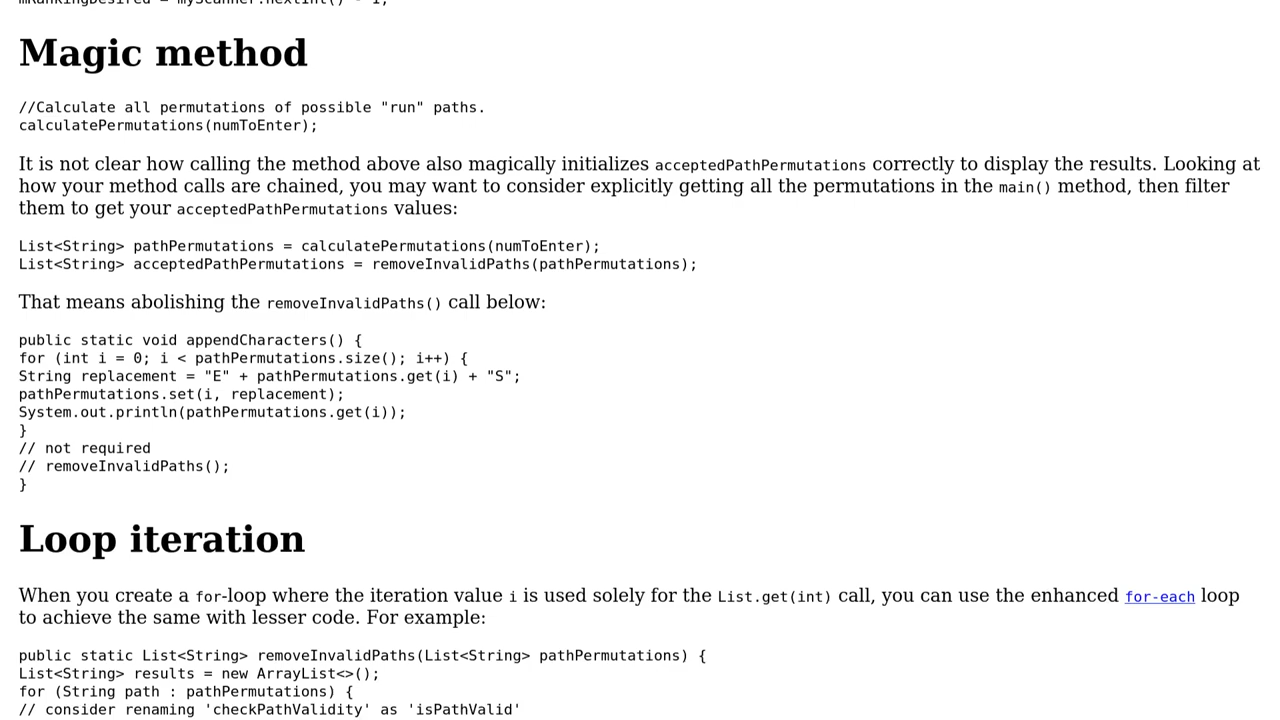 mRankingDesired = myScanner.nextInt() - 1;
Magic method
//Calculate all permutations of possible "run" paths.
calculatePermutations(numToEnter);
It is not clear how calling the method above also magically initializes acceptedPathPermutations correctly to display the results. Looking at
how your method calls are chained, you may want to consider explicitly getting all the permutations in the main() method, then filter
them to get your acceptedPathPermutations values:
List<String> pathPermutations = calculatePermutations(numToEnter);
List<String> acceptedPathPermutations = removeInvalidPaths(pathPermutations);
That means abolishing the removeInvalidPaths() call below:
public static void appendCharacters() {
for (int i = 0; i < pathPermutations.size(); i++) {
String replacement = "E" + pathPermutations.get(i) + "S";
pathPermutations.set(i, replacement);
System.out.println(pathPermutations.get(i));
}
// not required
// removeInvalidPaths();
}
Loop iteration
When you create a for-loop where the iteration value i is used solely for the List.get(int) call, you can use the enhanced for-each loop
to achieve the same with lesser code. For example:
public static List<String> removeInvalidPaths(List<String> pathPermutations) {
List<String> results = new ArrayList<>();
for (String path : pathPermutations) {
// consider renaming 'checkPathValidity' as 'isPathValid'